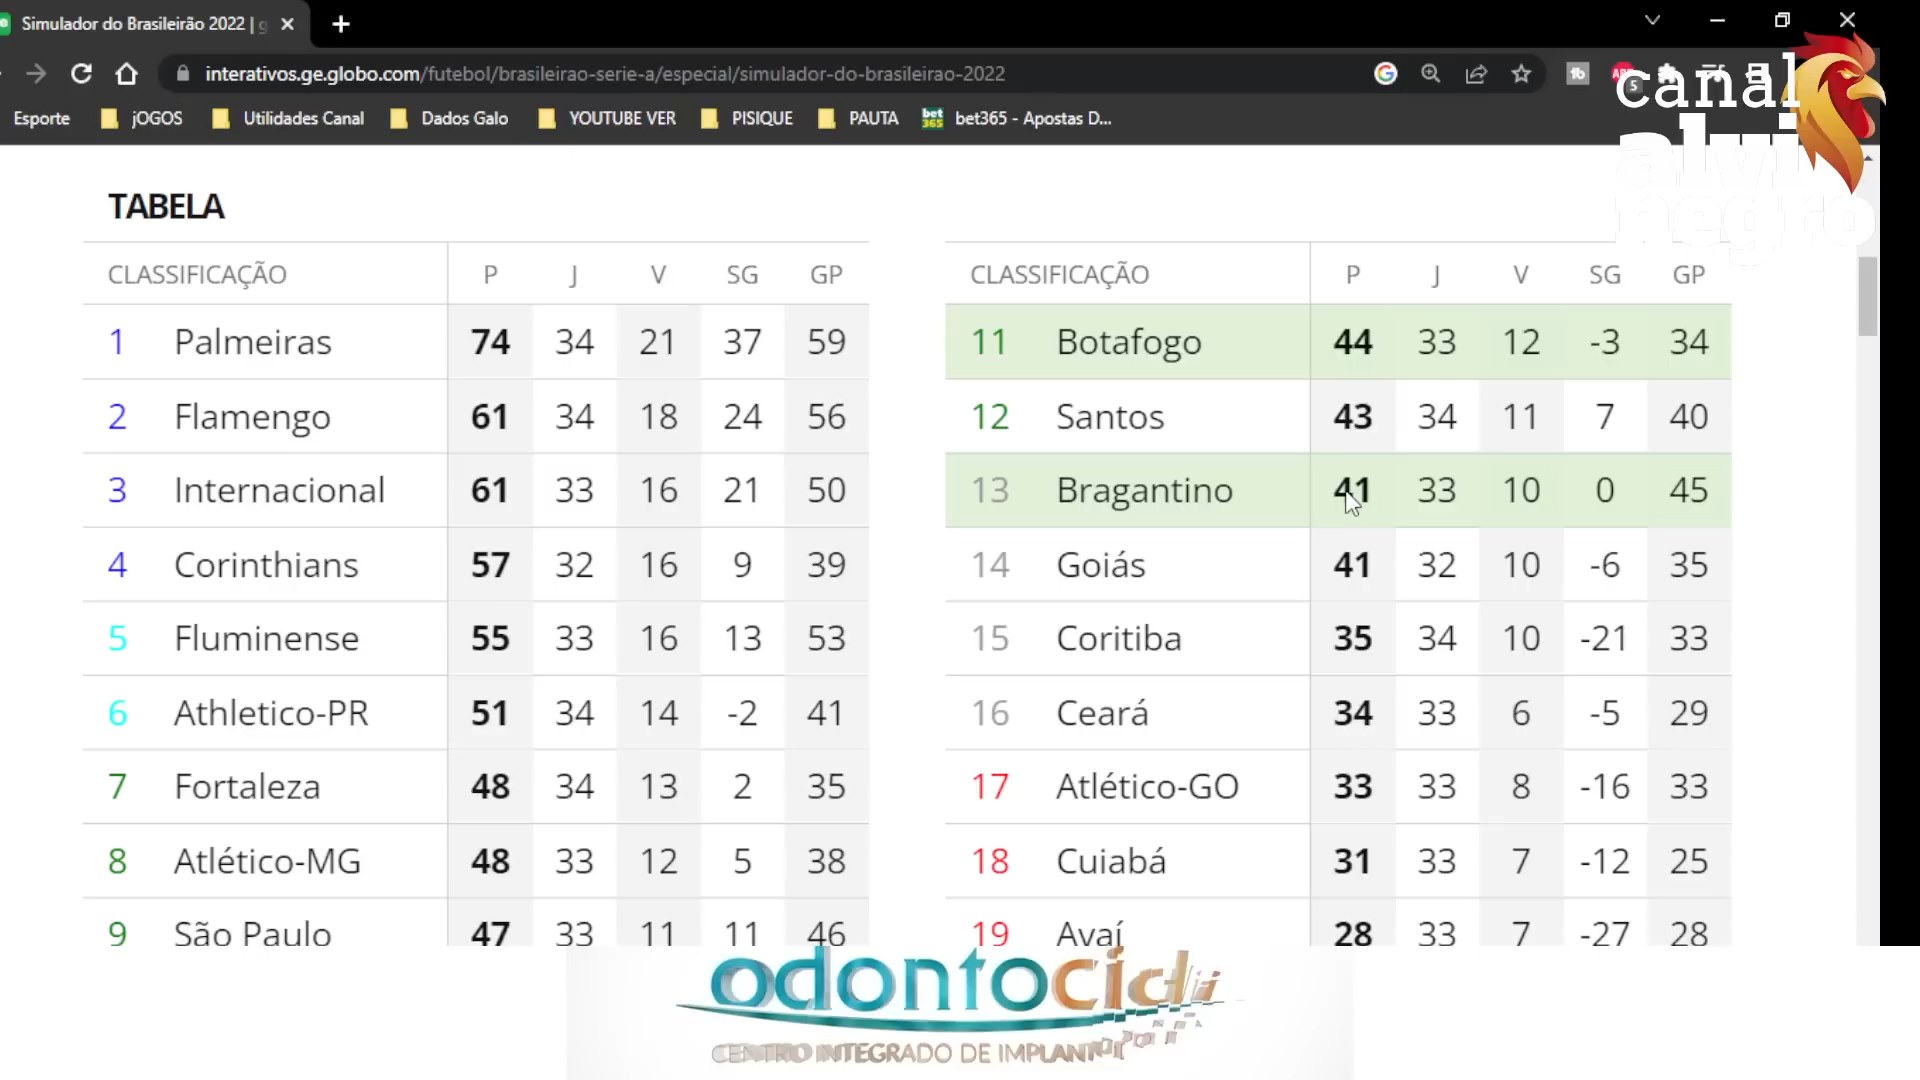 Simulador do Brasileirão 2022 | g
interativos.ge.globo.com/futebol/brasileirao-serie-a/especial/simulador-do-brasileirao-2022
Esporte jOGOS Utilidades Canal Dados Galo YOUTUBE VER PISIQUE PAUTA bet365 bet365 - Apostas D...
canal
alvi
negro
TABELA
CLASSIFICAÇÃO P J V SG GP
1 Palmeiras 74 34 21 37 59
2 Flamengo 61 34 18 24 56
3 Internacional 61 33 16 21 50
4 Corinthians 57 32 16 9 39
5 Fluminense 55 33 16 13 53
6 Athletico-PR 51 34 14 -2 41
7 Fortaleza 48 34 13 2 35
8 Atlético-MG 48 33 12 5 38
9 São Paulo 47 33 11 11 46
CLASSIFICAÇÃO P J V SG GP
11 Botafogo 44 33 12 -3 34
12 Santos 43 34 11 7 40
13 Bragantino 41 33 10 0 45
14 Goiás 41 32 10 -6 35
15 Coritiba 35 34 10 -21 33
16 Ceará 34 33 6 -5 29
17 Atlético-GO 33 33 8 -16 33
18 Cuiabá 31 33 7 -12 25
19 Avaí 28 33 7 -27 28
CENTRO INTEGRADO DE